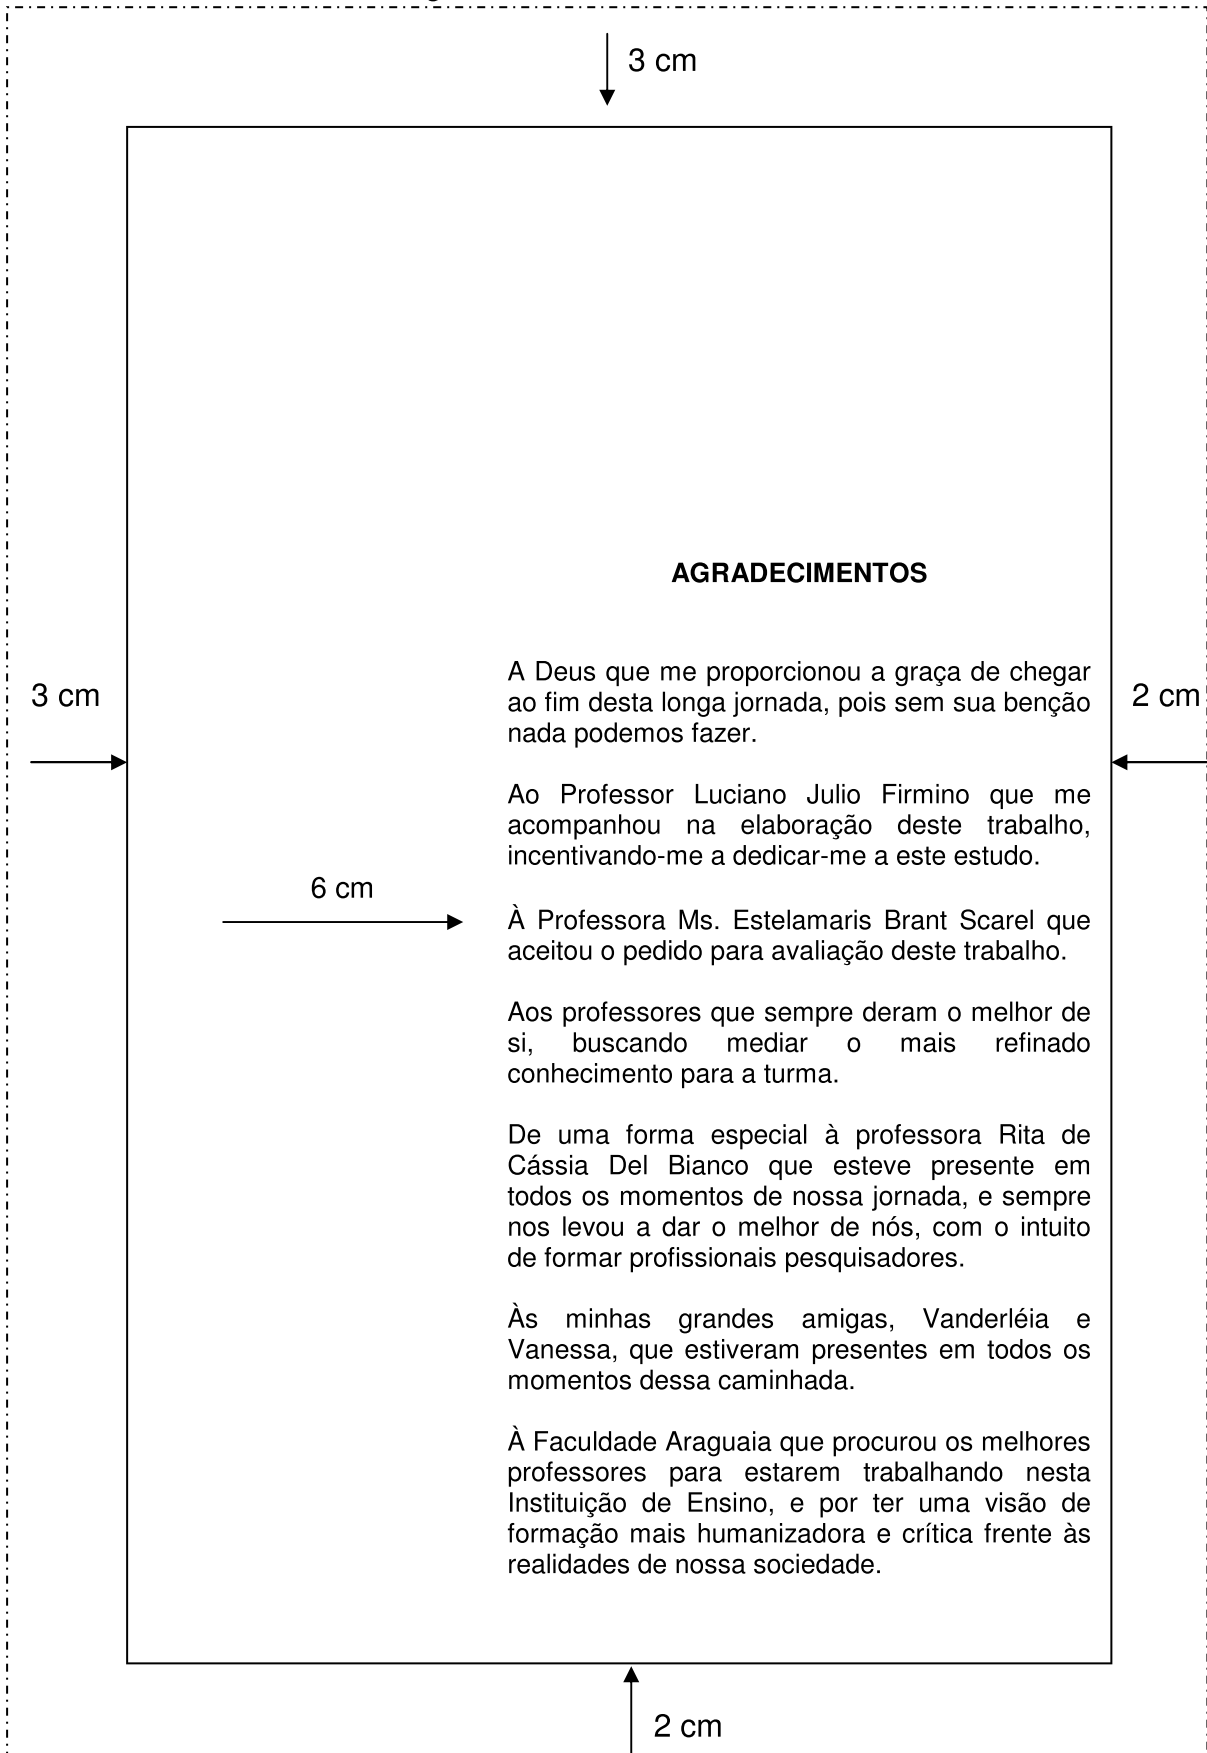 3 cm
AGRADECIMENTOS
A Deus que me proporcionou a graça de chegar
ao fim desta longa jornada, pois sem sua benção
nada podemos fazer.
3 cm
2 cm
Ao Professor Luciano Julio Firmino que me
acompanhou na elaboração deste trabalho,
incentivando-me a dedicar-me a este estudo.
6 cm
À Professora Ms. Estelamaris Brant Scarel que
aceitou o pedido para avaliação deste trabalho.
Aos professores que sempre deram o melhor de
si, buscando mediar o mais refinado
conhecimento para a turma.
De uma forma especial à professora Rita de
Cássia Del Bianco que esteve presente em
todos os momentos de nossa jornada, e sempre
nos levou a dar o melhor de nós, com o intuito
de formar profissionais pesquisadores.
Às minhas grandes amigas, Vanderléia e
Vanessa, que estiveram presentes em todos os
momentos dessa caminhada.
À Faculdade Araguaia que procurou os melhores
professores para estarem trabalhando nesta
Instituição de Ensino, e por ter uma visão de
formação mais humanizadora e crítica frente às
realidades de nossa sociedade.
2 cm